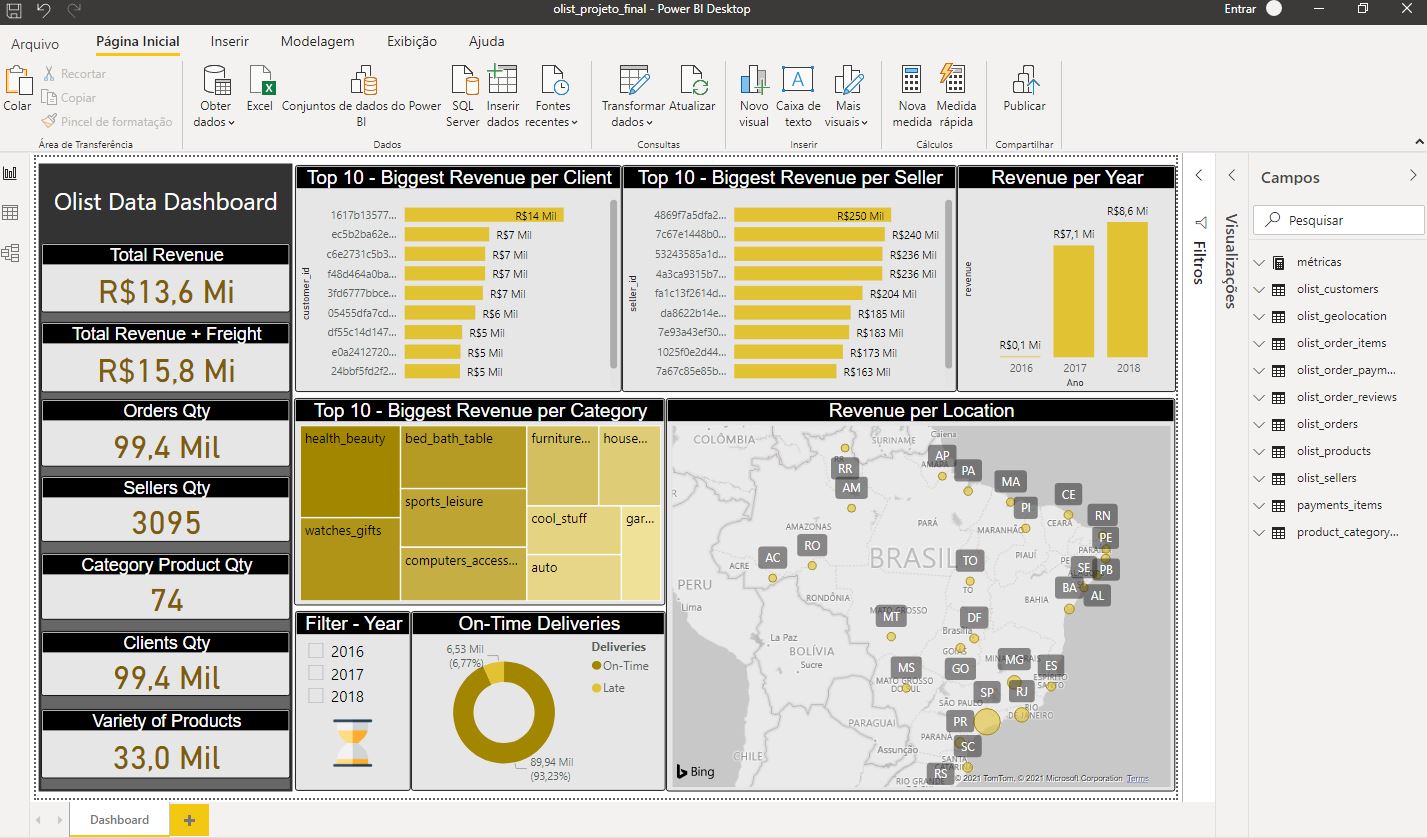 olist_projeto_final - Power BI Desktop
Entrar
Arquivo
Página Inicial
Inserir
Modelagem
Exibição
Ajuda
Colar
Recortar
Copiar
Pincel de formatação
Área de Transferência
Obter dados
Excel
Conjuntos de dados do Power BI
SQL Server
Inserir dados
Fontes recentes
Dados
Transformar dados
Atualizar
Consultas
Novo visual
Caixa de texto
Mais visuais
Inserir
Nova medida
Medida rápida
Cálculos
Publicar
Compartilhar
Olist Data Dashboard
Total Revenue
R$13,6 Mi
Total Revenue + Freight
R$15,8 Mi
Orders Qty
99,4 Mil
Sellers Qty
3095
Category Product Qty
74
Clients Qty
99,4 Mil
Variety of Products
33,0 Mil
Top 10 - Biggest Revenue per Client
customer_id
1617b13577... R$14 Mil
ec5b2ba62e... R$7 Mil
c6e2731c5b3... R$7 Mil
f48d464a0ba... R$7 Mil
3fd6777bbce... R$7 Mil
05455dfa7cd... R$6 Mil
df55c14d147... R$5 Mil
e0a2412720... R$5 Mil
24bbf5fd2f2... R$5 Mil
Top 10 - Biggest Revenue per Seller
seller_id
4869f7a5dfa2... R$250 Mil
7c67e1448b0... R$240 Mil
53243585a1d... R$236 Mil
4a3ca9315b7... R$236 Mil
fa1c13f2614d... R$204 Mil
da8622b14e... R$185 Mil
7e93a43ef30... R$183 Mil
1025f0e2d44... R$173 Mil
7a67c85e85b... R$163 Mil
Revenue per Year
revenue
R$0,1 Mi
R$7,1 Mi
R$8,6 Mi
2016
2017
2018
Ano
Top 10 - Biggest Revenue per Category
health_beauty
watches_gifts
bed_bath_table
sports_leisure
computers_access...
furniture...
house...
cool_stuff
auto
gar...
Filter - Year
2016
2017
2018
On-Time Deliveries
6,53 Mil
(6,77%)
89,94 Mil
(93,23%)
Deliveries
On-Time
Late
Revenue per Location
COLÔMBIA
SURINAME
Caiena
RR
RR
AM
AP
AMAPÁ
PA
MA
PI
CE
RN
PE
PB
SE
AL
BA
AC
RO
TO
TO
MT
DF
GO
MS
MG
ES
SP
RJ
PR
SC
RS
AMAZONAS
PARÁ
MARANHÃO
CEARÁ
PIAUÍ
ACRE
RONDÔNIA
BRASIL
BAHIA
PERU
Lima
La Paz
BOLÍVIA
Sucre
MATO GROSSO
Brasília
GOIÁS
MATO GROSSO DO SUL
ESPÍRITO SANTO
SÃO PAULO
RIO DE JANEIRO
PARAGUAI
Assunção
PARANÁ
SANTA CATARINA
CHILE
RIO GRANDE
Bing
© 2021 TomTom, © 2021 Microsoft Corporation Terms
Filtros
Visualizações
Campos
Pesquisar
métricas
olist_customers
olist_geolocation
olist_order_items
olist_order_paym...
olist_order_reviews
olist_orders
olist_products
olist_sellers
payments_items
product_category...
Dashboard